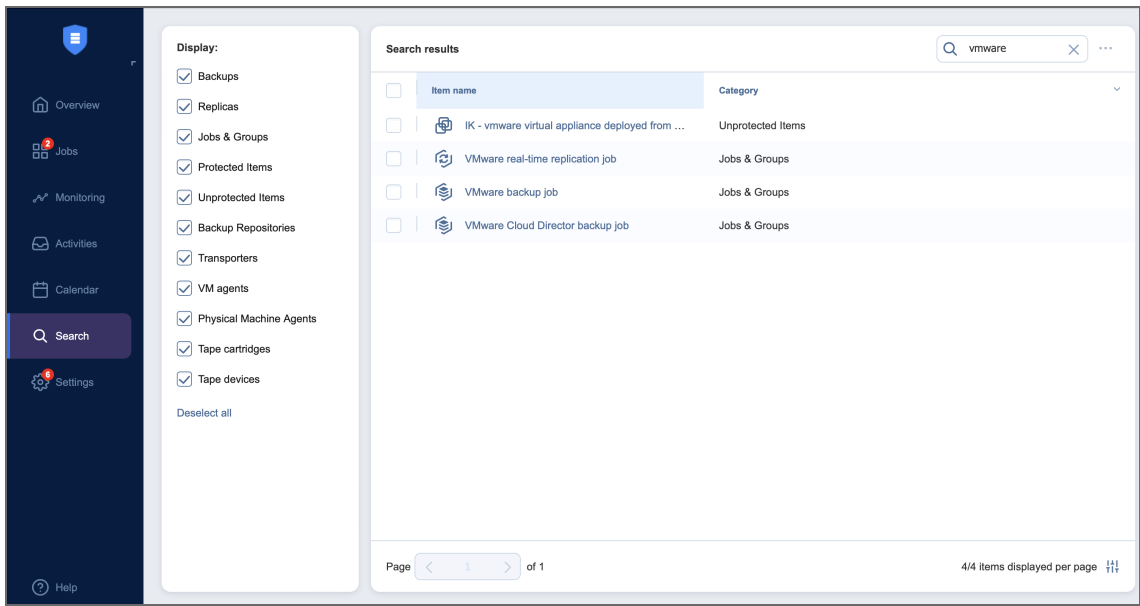 Overview
2
Jobs
Monitoring
Activities
Calendar
Search
6
Settings
Help
Display:
Backups
Replicas
Jobs & Groups
Protected Items
Unprotected Items
Backup Repositories
Transporters
VM agents
Physical Machine Agents
Tape cartridges
Tape devices
Deselect all
Search results
vmware
Item name Category
IK - vmware virtual appliance deployed from ... Unprotected Items
VMware real-time replication job Jobs & Groups
VMware backup job Jobs & Groups
VMware Cloud Director backup job Jobs & Groups
Page 1 of 1
4/4 items displayed per page